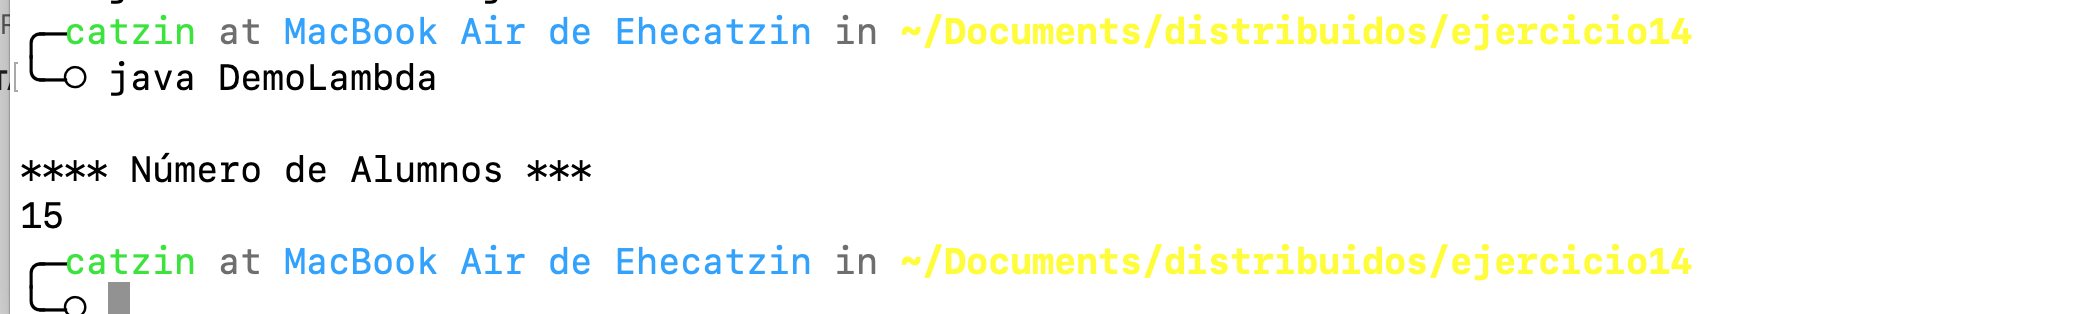 catzin at MacBook Air de Ehecatzin in ~/Documents/distribuidos/ejercicio14
java DemoLambda
**** Número de Alumnos ***
15
catzin at MacBook Air de Ehecatzin in ~/Documents/distribuidos/ejercicio14